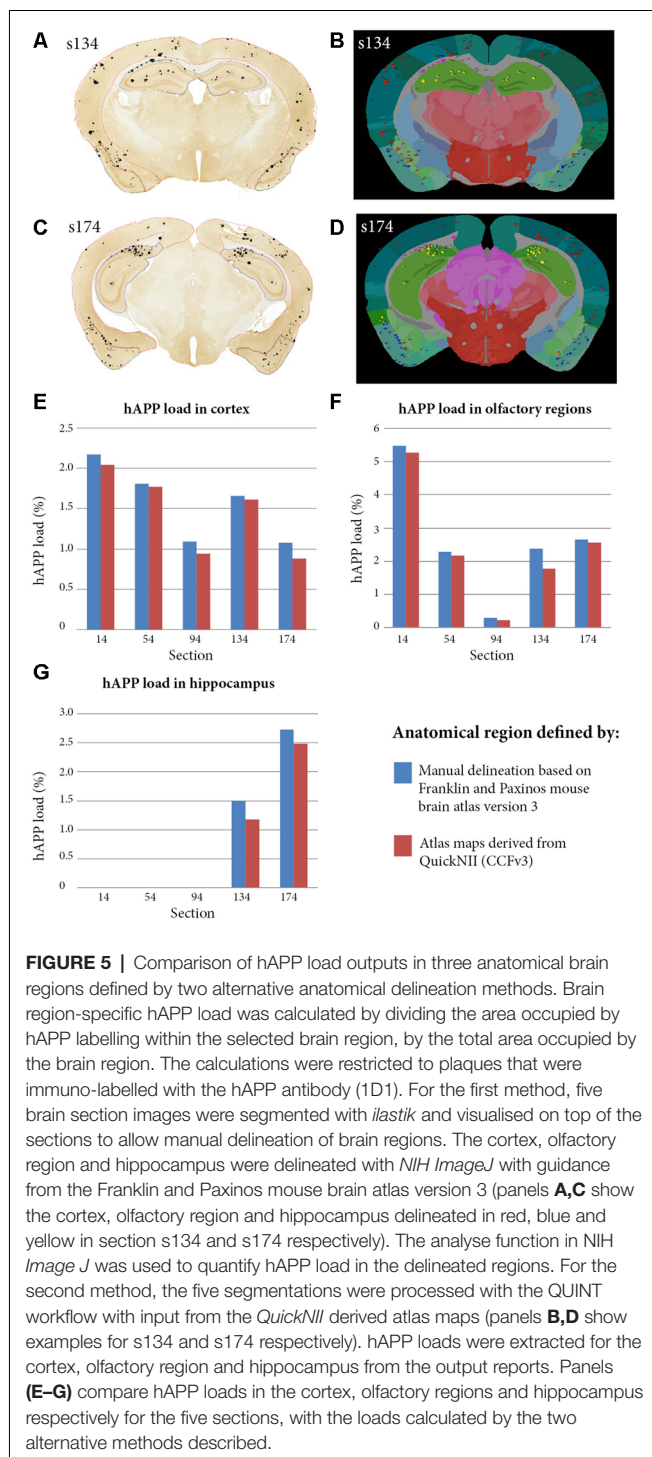 A
s134
B
s134
C
s174
D
s174
E
hAPP load in cortex
2.5
2.0
1.5
1.0
0.5
0
hAPP load (%)
14 54 94 134 174
Section
F
hAPP load in olfactory regions
6
5
4
3
2
1
0
hAPP load (%)
14 54 94 134 174
Section
G
hAPP load in hippocampus
3.0
2.5
2.0
1.5
1.0
0.5
0
hAPP load (%)
14 54 94 134 174
Section
Anatomical region defined by:
Manual delineation based on
Franklin and Paxinos mouse
brain atlas version 3
Atlas maps derived from
QuickNII (CCFv3)
FIGURE 5 | Comparison of hAPP load outputs in three anatomical brain
regions defined by two alternative anatomical delineation methods. Brain
region-specific hAPP load was calculated by dividing the area occupied by
hAPP labelling within the selected brain region, by the total area occupied by
the brain region. The calculations were restricted to plaques that were
immuno-labelled with the hAPP antibody (1D1). For the first method, five
brain section images were segmented with ilastik and visualised on top of the
sections to allow manual delineation of brain regions. The cortex, olfactory
region and hippocampus were delineated with NIH ImageJ with guidance
from the Franklin and Paxinos mouse brain atlas version 3 (panels A,C show
the cortex, olfactory region and hippocampus delineated in red, blue and
yellow in section s134 and s174 respectively). The analyse function in NIH
Image J was used to quantify hAPP load in the delineated regions. For the
second method, the five segmentations were processed with the QUINT
workflow with input from the QuickNII derived atlas maps (panels B,D show
examples for s134 and s174 respectively). hAPP loads were extracted for the
cortex, olfactory region and hippocampus from the output reports. Panels
(E–G) compare hAPP loads in the cortex, olfactory regions and hippocampus
respectively for the five sections, with the loads calculated by the two
alternative methods described.